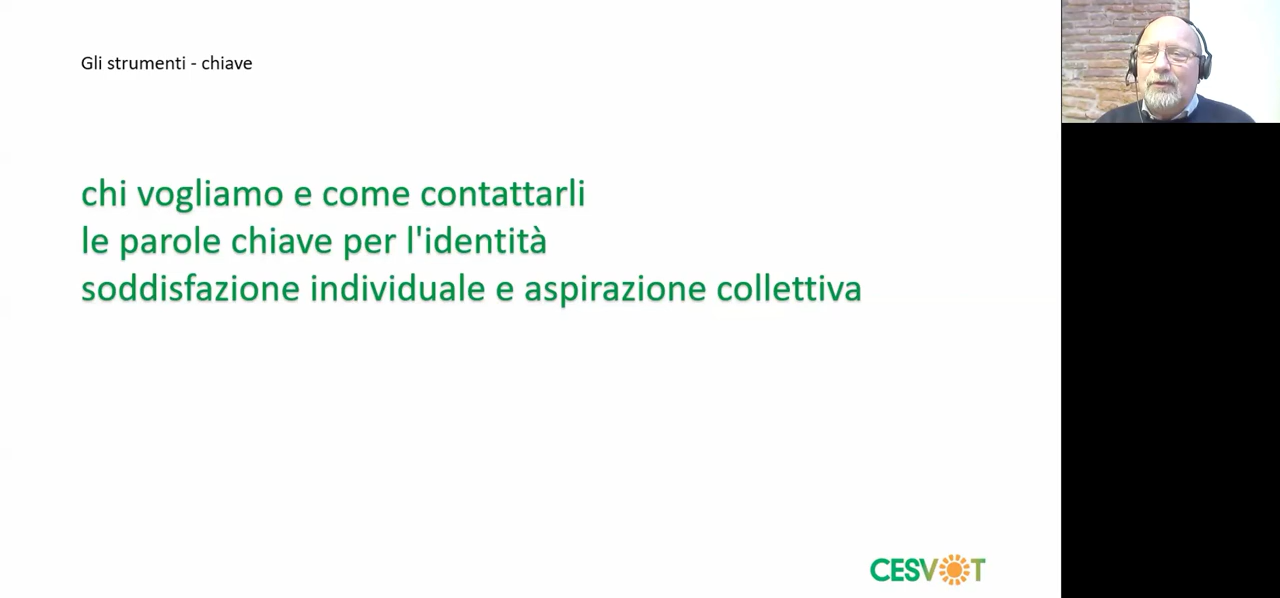 Gli strumenti - chiave
chi vogliamo e come contattarli
le parole chiave per l'identità
soddisfazione individuale e aspirazione collettiva
CESVOT